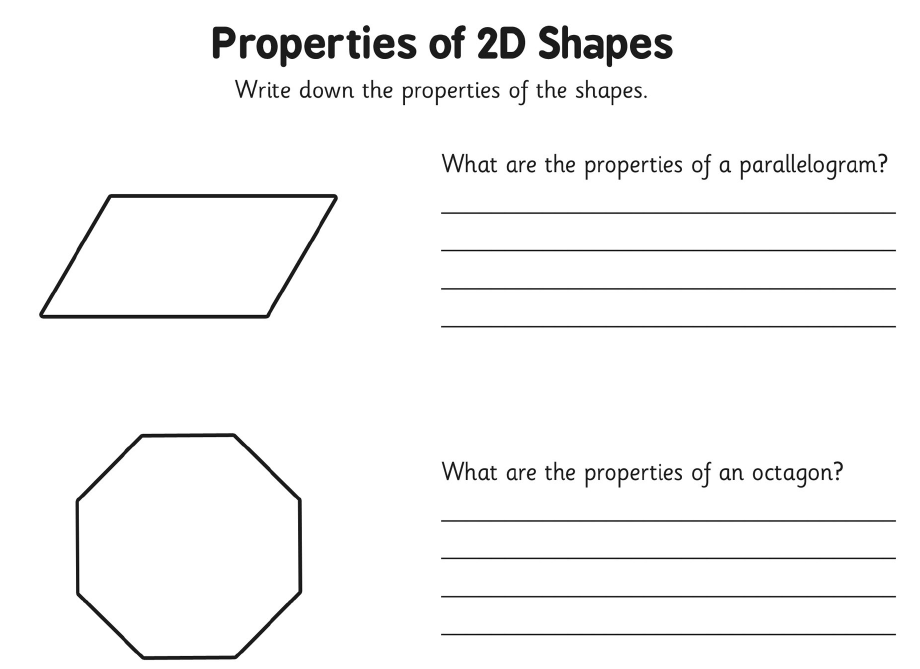 Properties of 2D Shapes
Write down the properties of the shapes.
What are the properties of a parallelogram?
What are the properties of an octagon?